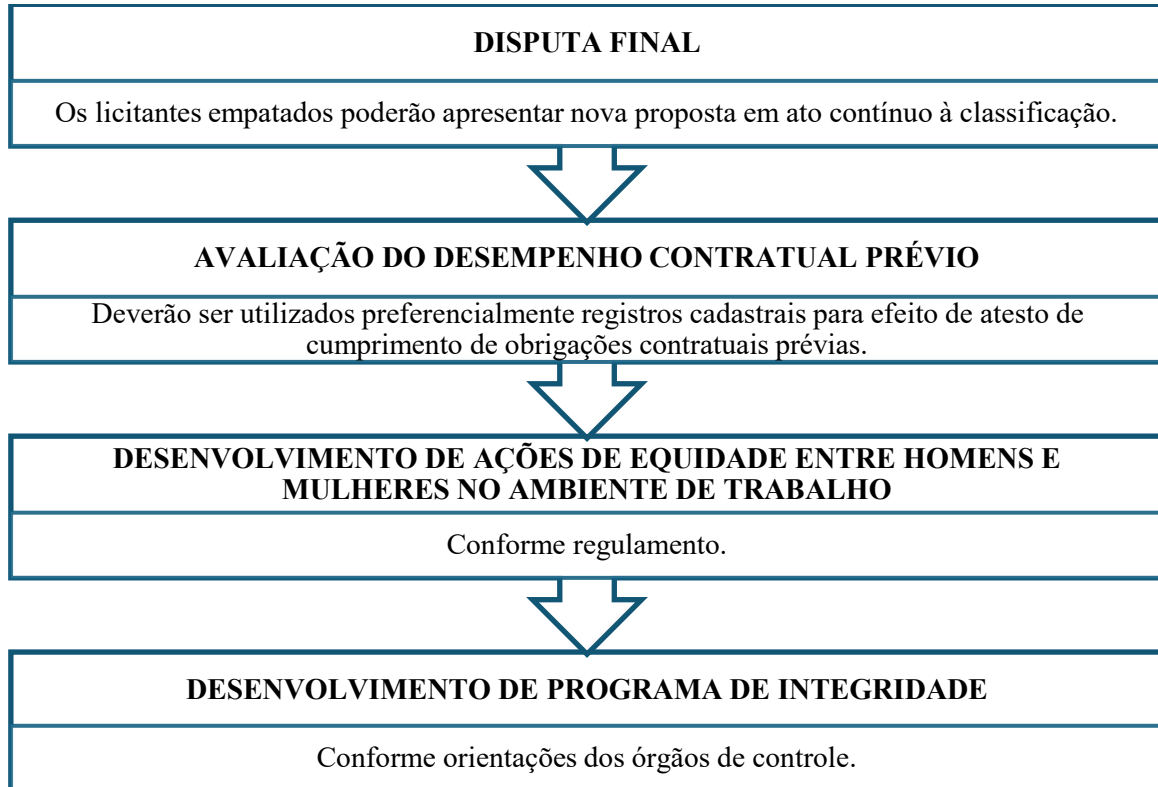 DISPUTA FINAL
Os licitantes empatados poderão apresentar nova proposta em ato contínuo à classificação.
AVALIAÇÃO DO DESEMPENHO CONTRATUAL PRÉVIO
Deverão ser utilizados preferencialmente registros cadastrais para efeito de atesto de
cumprimento de obrigações contratuais prévias.
DESENVOLVIMENTO DE AÇÕES DE EQUIDADE ENTRE HOMENS E
MULHERES NO AMBIENTE DE TRABALHO
Conforme regulamento.
DESENVOLVIMENTO DE PROGRAMA DE INTEGRIDADE
Conforme orientações dos órgãos de controle.